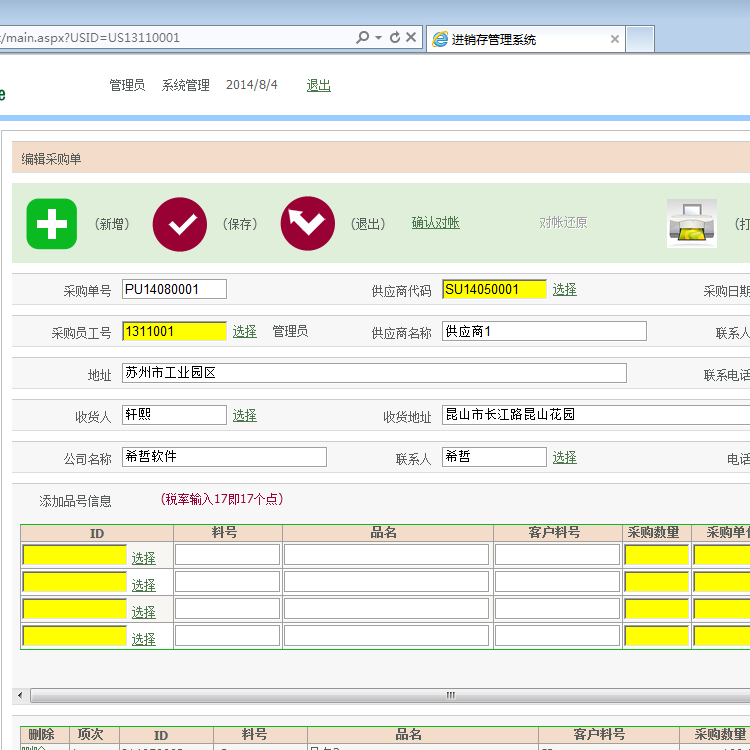 /main.aspx?USID=US13110001
进销存管理系统
e
管理员 系统管理 2014/8/4 退出
编辑采购单
（新增） （保存） （退出） 确认对帐 对帐还原 （打
采购单号 PU14080001 供应商代码 SU14050001 选择 采购日期
采购员工号 1311001 选择 管理员 供应商名称 供应商1 联系人
地址 苏州市工业园区 联系电话
收货人 轩熙 选择 收货地址 昆山市长江路昆山花园
公司名称 希哲软件 联系人 希哲 选择 电话
添加品号信息 （税率输入17即17个点）
ID 料号 品名 客户料号 采购数量 采购单价
选择
选择
选择
选择
删除 项次 ID 料号 品名 客户料号 采购数量